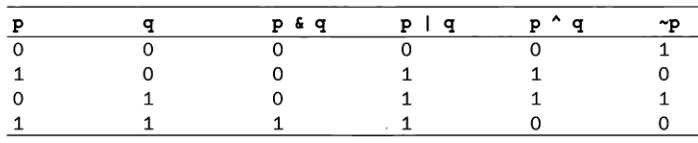 p q p & q p | q p ^ q ~p
0 0 0 0 0 1
1 0 0 1 1 0
0 1 0 1 1 1
1 1 1 1 0 0